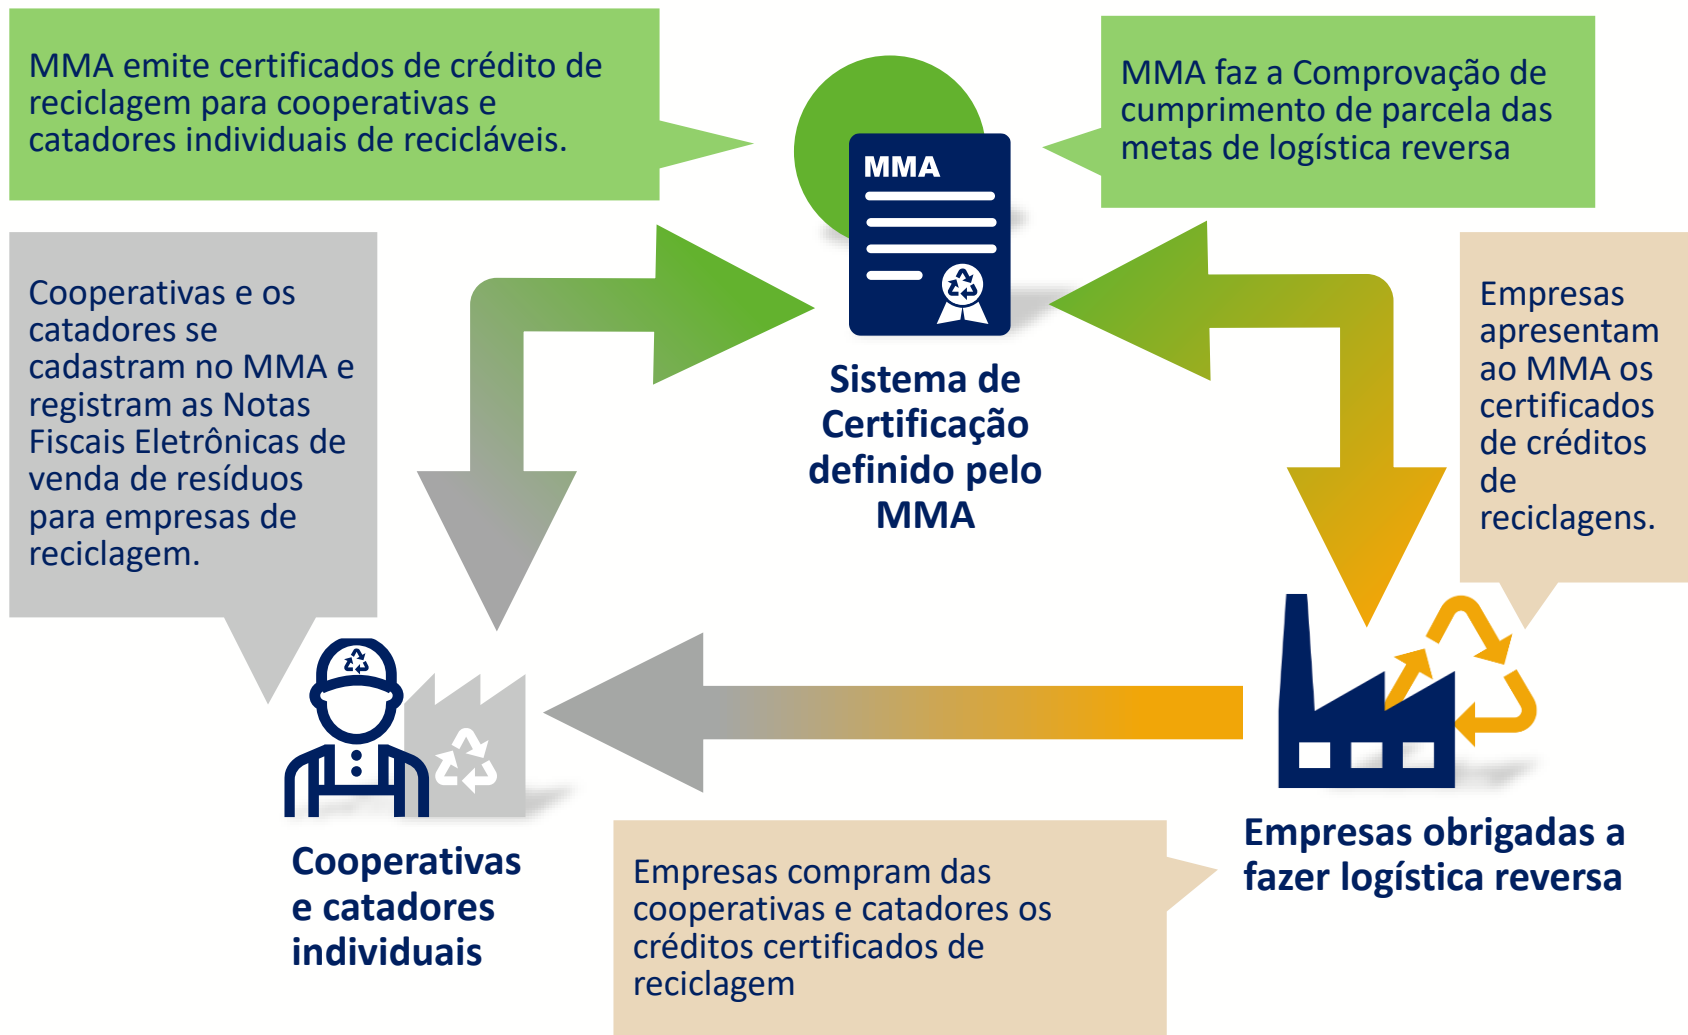 MMA emite certificados de crédito de
reciclagem para cooperativas e
catadores individuais de recicláveis.
MMA faz a Comprovação de
cumprimento de parcela das
metas de logística reversa
MMA
Cooperativas e os
catadores se
cadastram no MMA e
registram as Notas
Fiscais Eletrônicas de
venda de resíduos
para empresas de
reciclagem.
Empresas
apresentam
ao MMA os
certificados
de créditos
de
reciclagens.
Sistema de
Certificação
definido pelo
MMA
Cooperativas
e catadores
individuais
Empresas compram das
cooperativas e catadores os
créditos certificados de
reciclagem
Empresas obrigadas a
fazer logística reversa